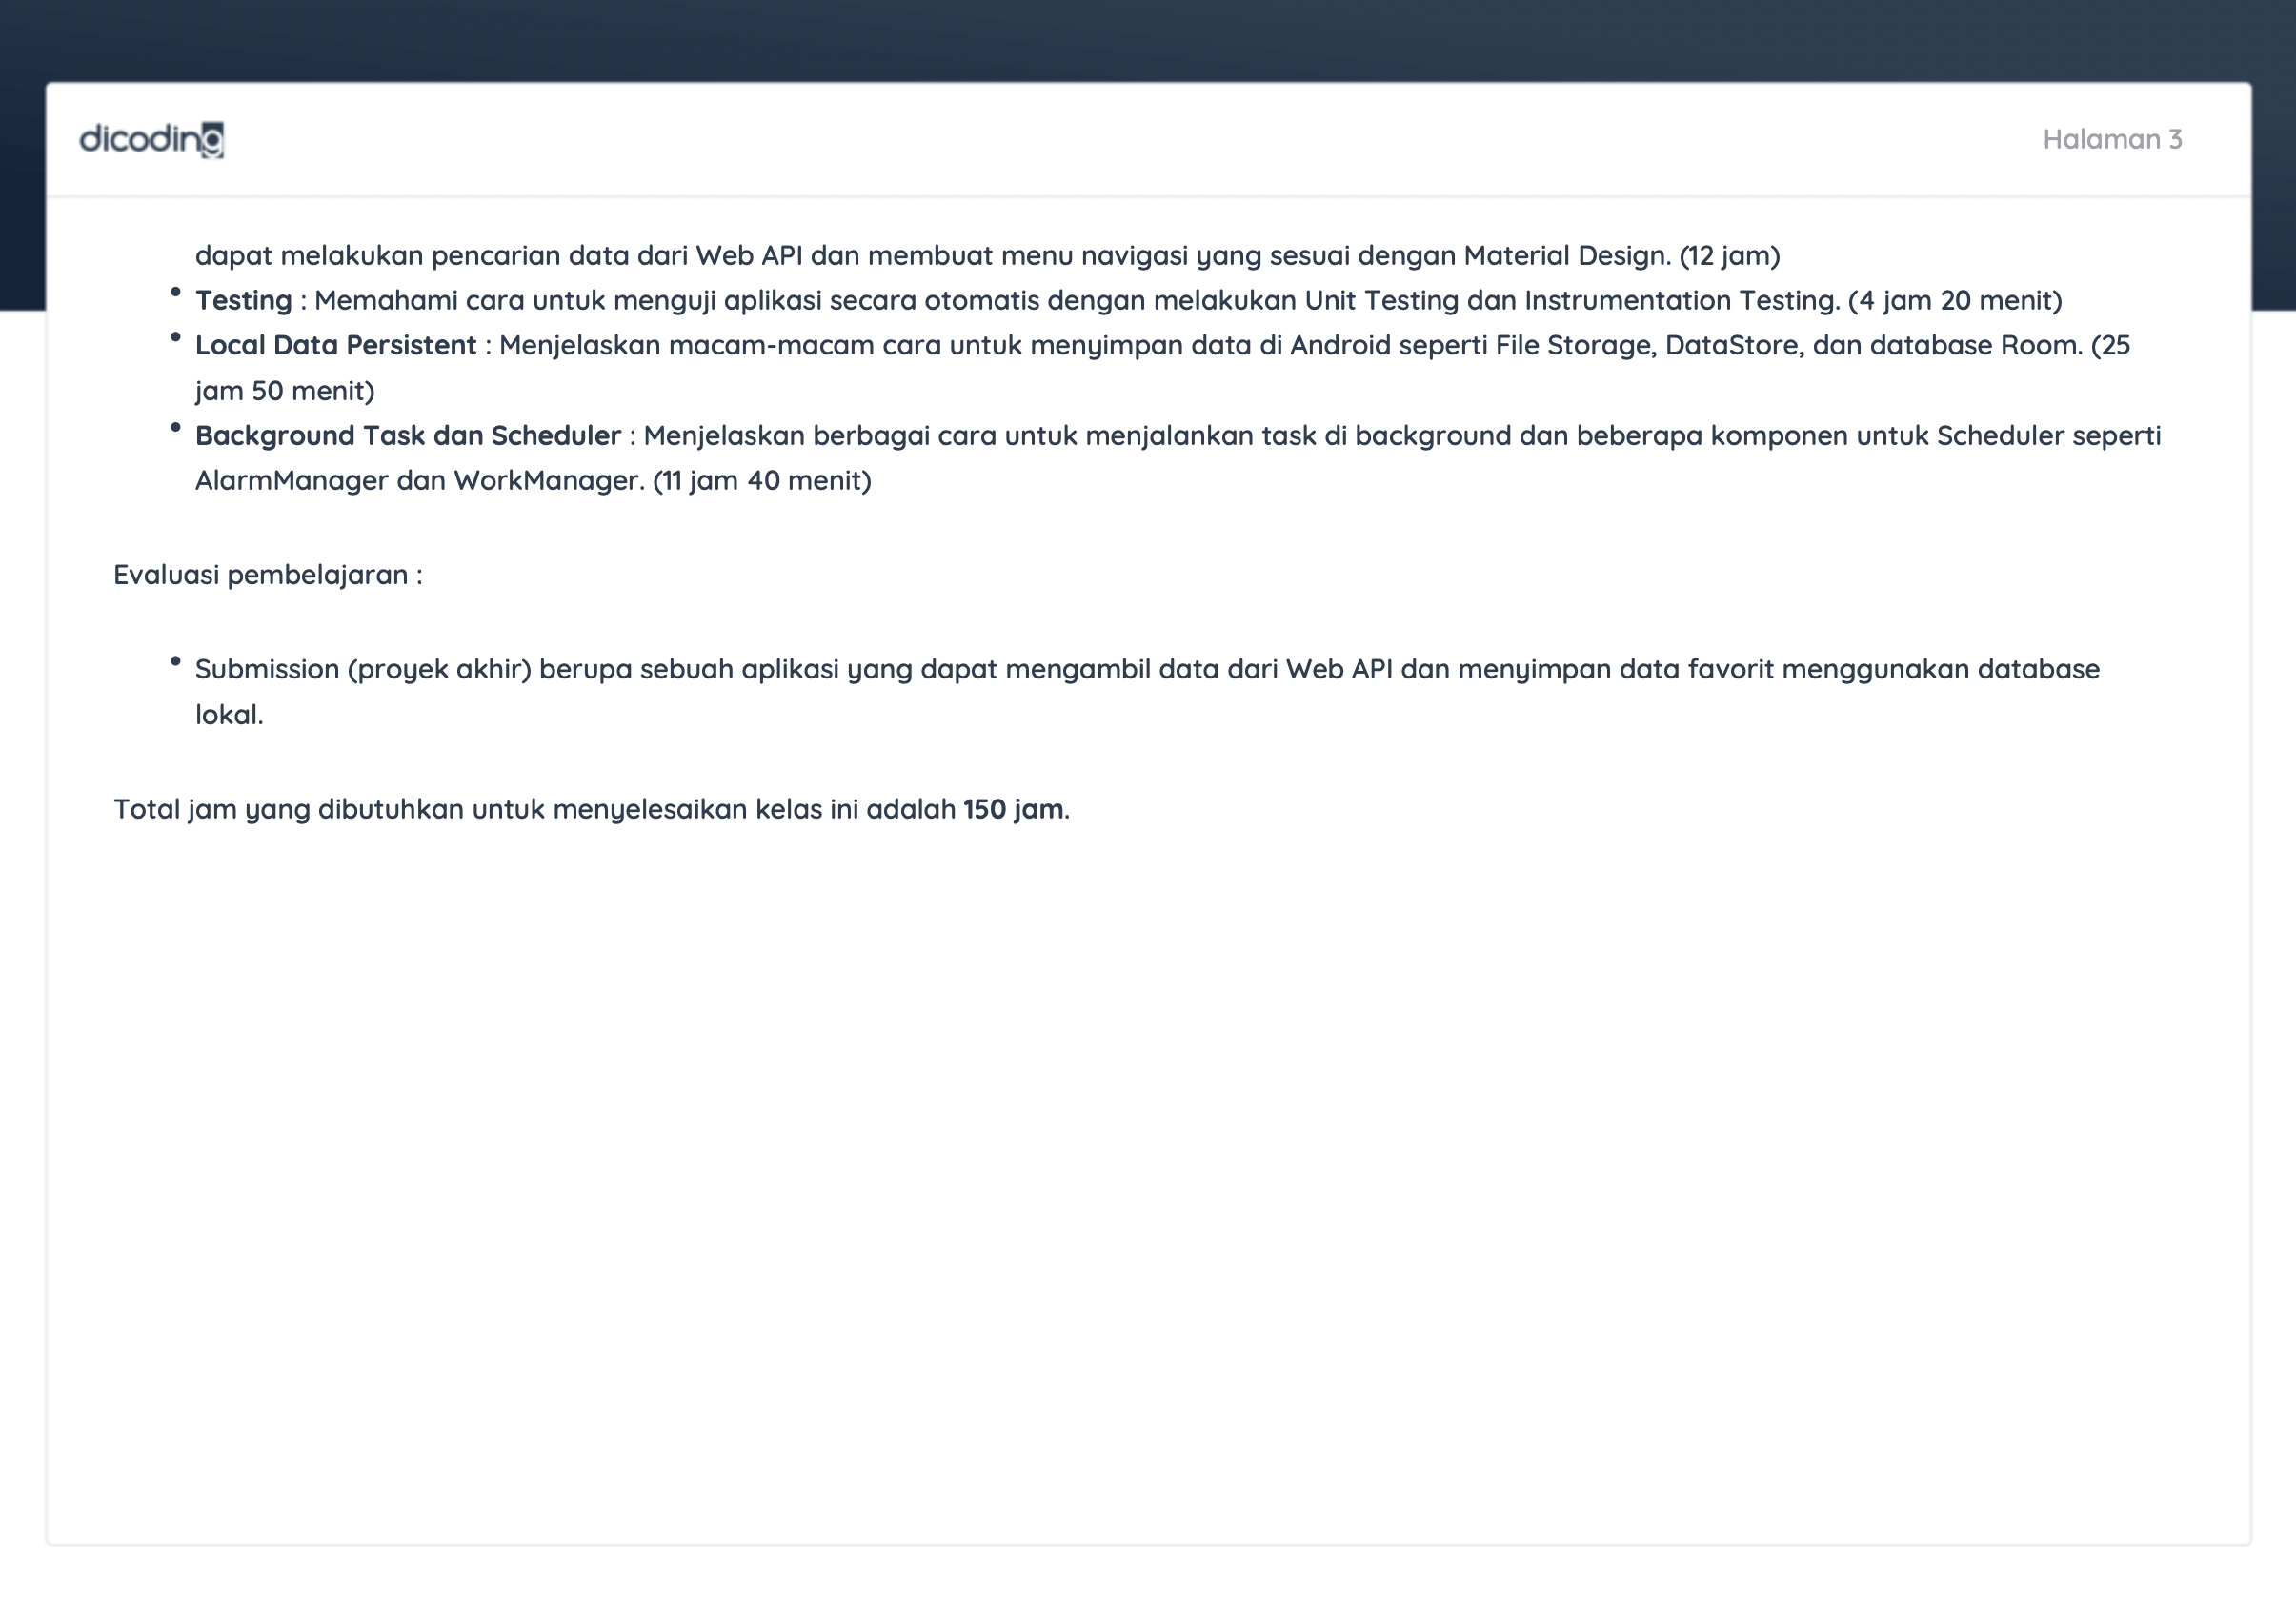 dicoding
Halaman 3
dapat melakukan pencarian data dari Web API dan membuat menu navigasi yang sesuai dengan Material Design. (12 jam)
• Testing : Memahami cara untuk menguji aplikasi secara otomatis dengan melakukan Unit Testing dan Instrumentation Testing. (4 jam 20 menit)
• Local Data Persistent : Menjelaskan macam-macam cara untuk menyimpan data di Android seperti File Storage, DataStore, dan database Room. (25
jam 50 menit)
• Background Task dan Scheduler : Menjelaskan berbagai cara untuk menjalankan task di background dan beberapa komponen untuk Scheduler seperti
AlarmManager dan WorkManager. (11 jam 40 menit)
Evaluasi pembelajaran :
• Submission (proyek akhir) berupa sebuah aplikasi yang dapat mengambil data dari Web API dan menyimpan data favorit menggunakan database
lokal.
Total jam yang dibutuhkan untuk menyelesaikan kelas ini adalah 150 jam.